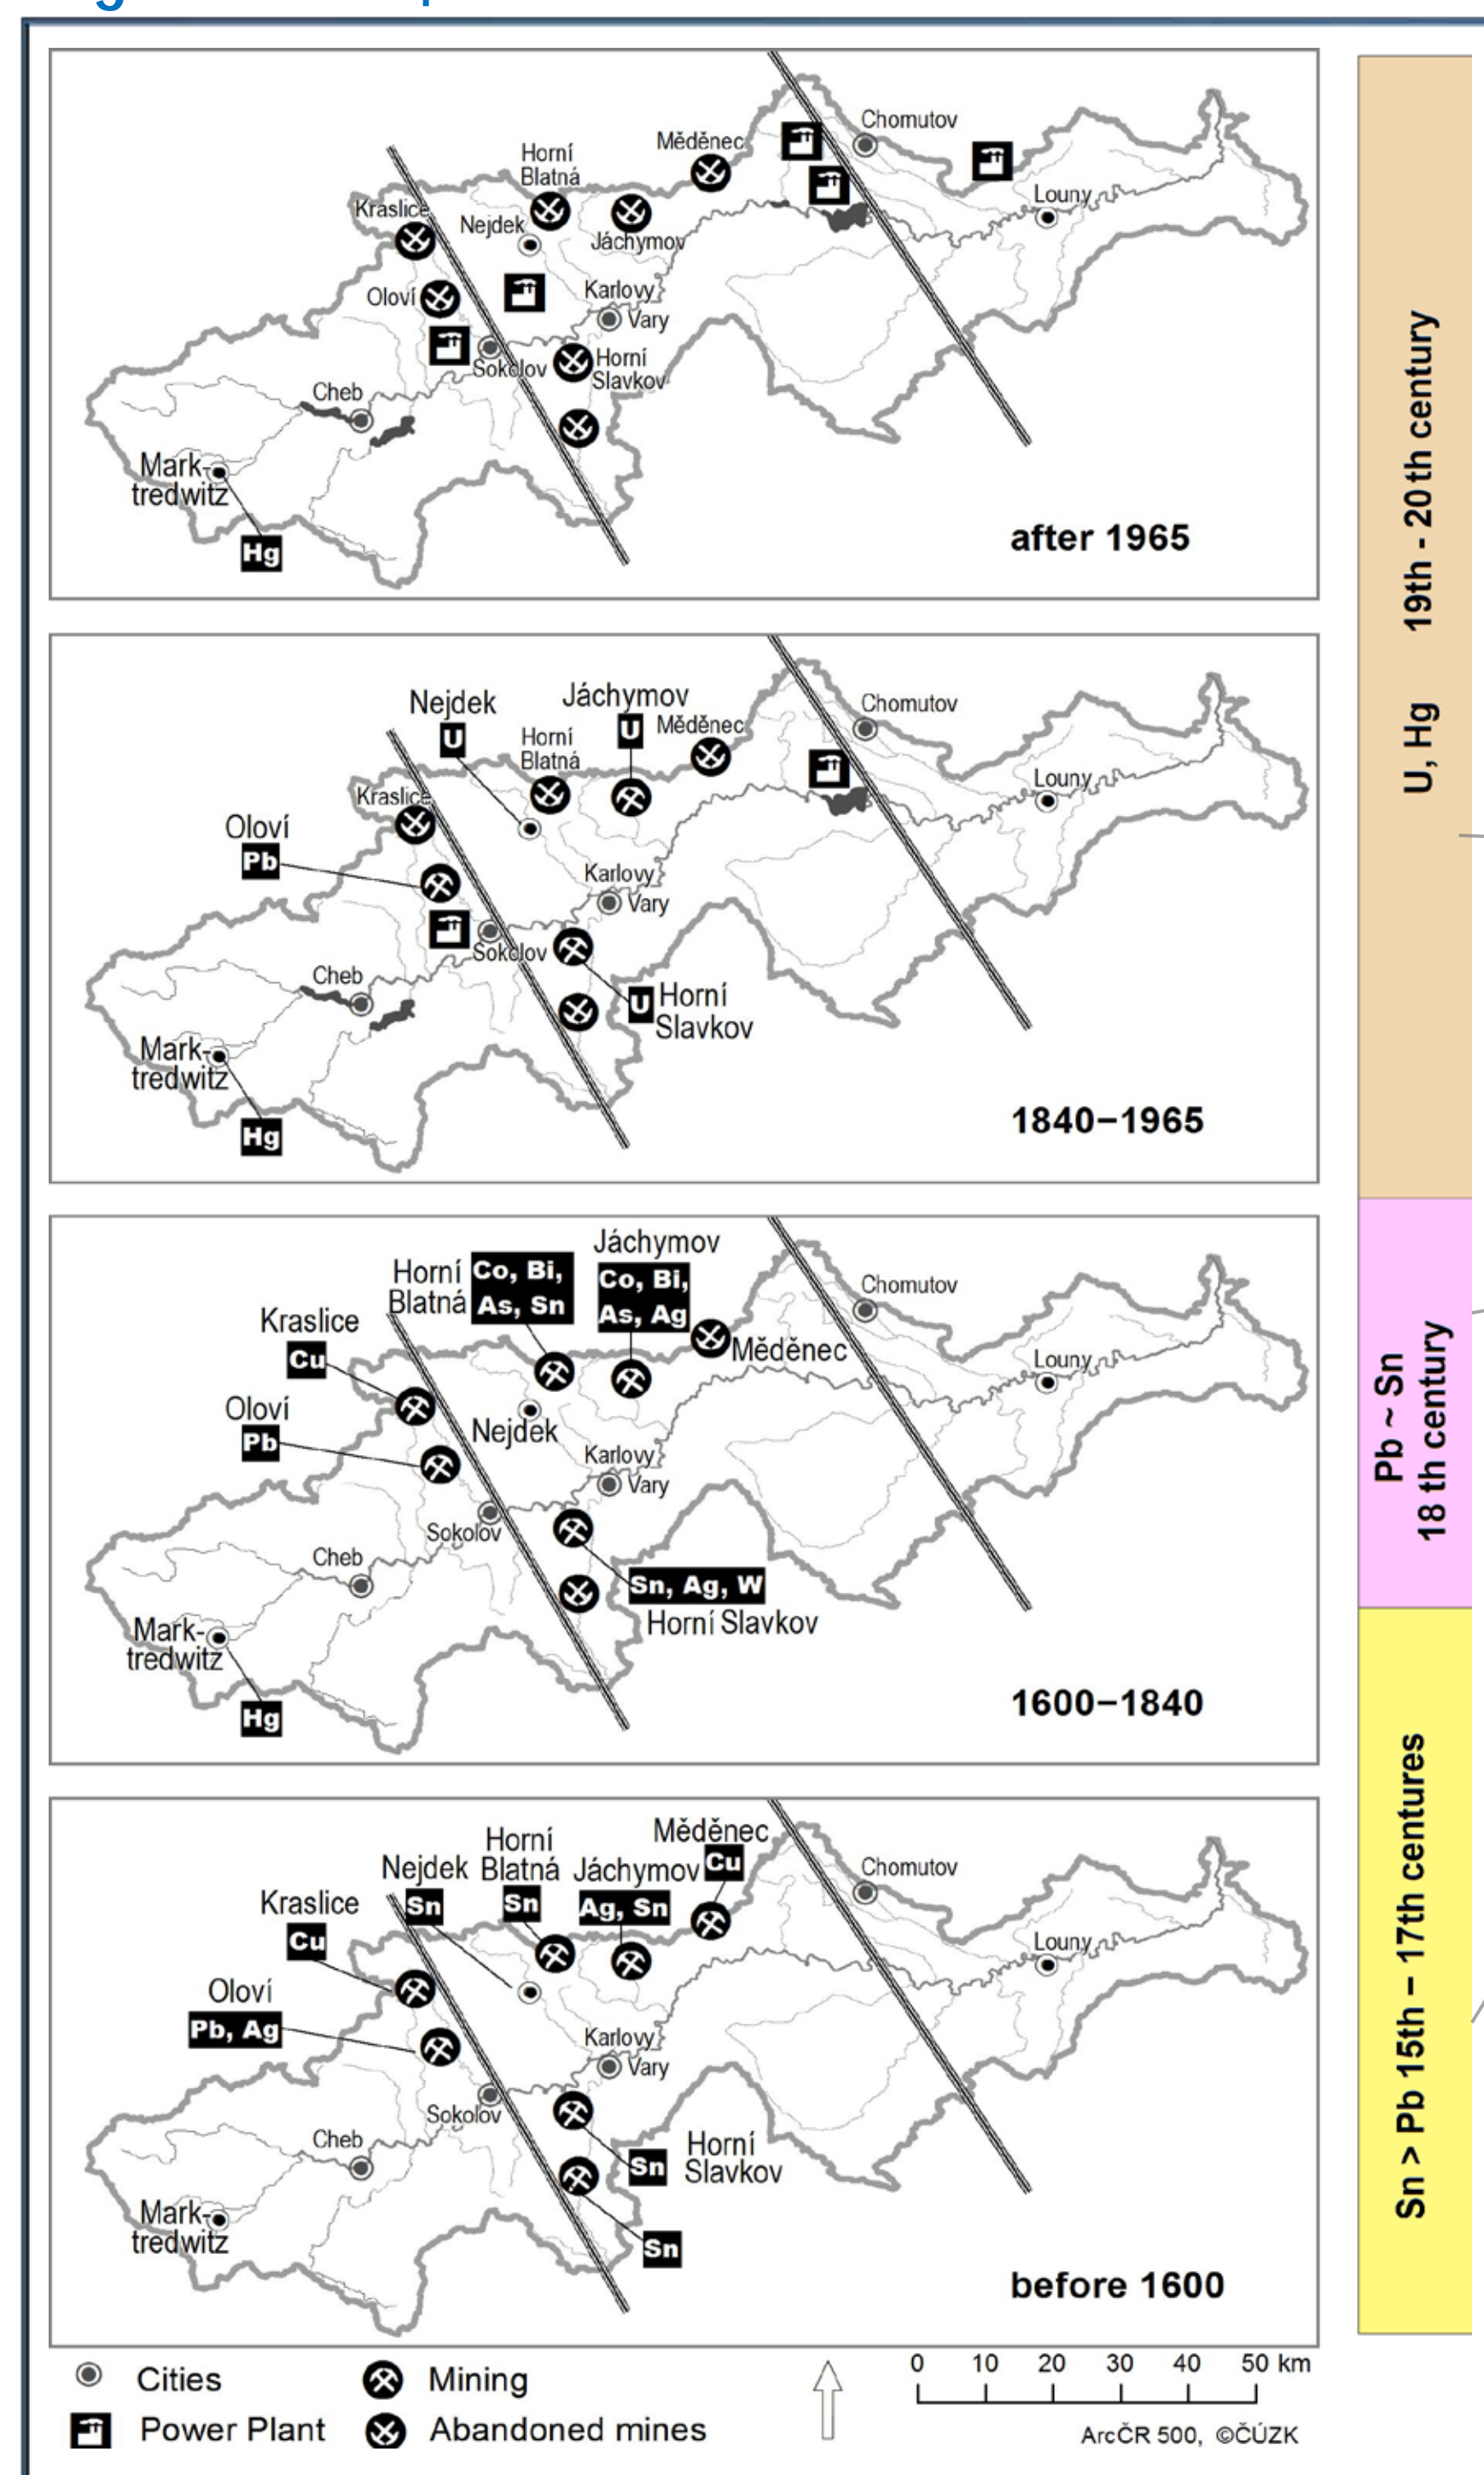 Měděnec
Chomutov
Horní
Blatná
Kraslice
Nejdek
Jáchymov
Louny
Oloví
Karlovy
Vary
Sokolov
Horní
Slavkov
Cheb
Mark-
tredwitz
Hg
after 1965
Nejdek
U
Jáchymov
U
Měděnec
Chomutov
Horní
Blatná
Kraslice
Louny
Oloví
Pb
Karlovy
Vary
Sokolov
Cheb
U
Horní
Slavkov
Mark-
tredwitz
Hg
1840–1965
Jáchymov
Co, Bi,
As, Ag
Horní
Blatná
Co, Bi,
As, Sn
Chomutov
Kraslice
Cu
Měděnec
Louny
Oloví
Pb
Nejdek
Karlovy
Vary
Sokolov
Cheb
Sn, Ag, W
Horní Slavkov
Mark-
tredwitz
Hg
1600–1840
Měděnec
Cu
Horní
Blatná
Sn
Nejdek
Sn
Jáchymov
Ag, Sn
Chomutov
Kraslice
Cu
Louny
Oloví
Pb, Ag
Karlovy
Vary
Sokolov
Cheb
Sn
Horní
Slavkov
Mark-
tredwitz
Sn
before 1600
Cities
Mining
Power Plant
Abandoned mines
0 10 20 30 40 50 km
ArcČR 500, ©ČÚZK
U, Hg 19th - 20th century
Pb ~ Sn
18 th century
Sn > Pb 15th – 17th centures